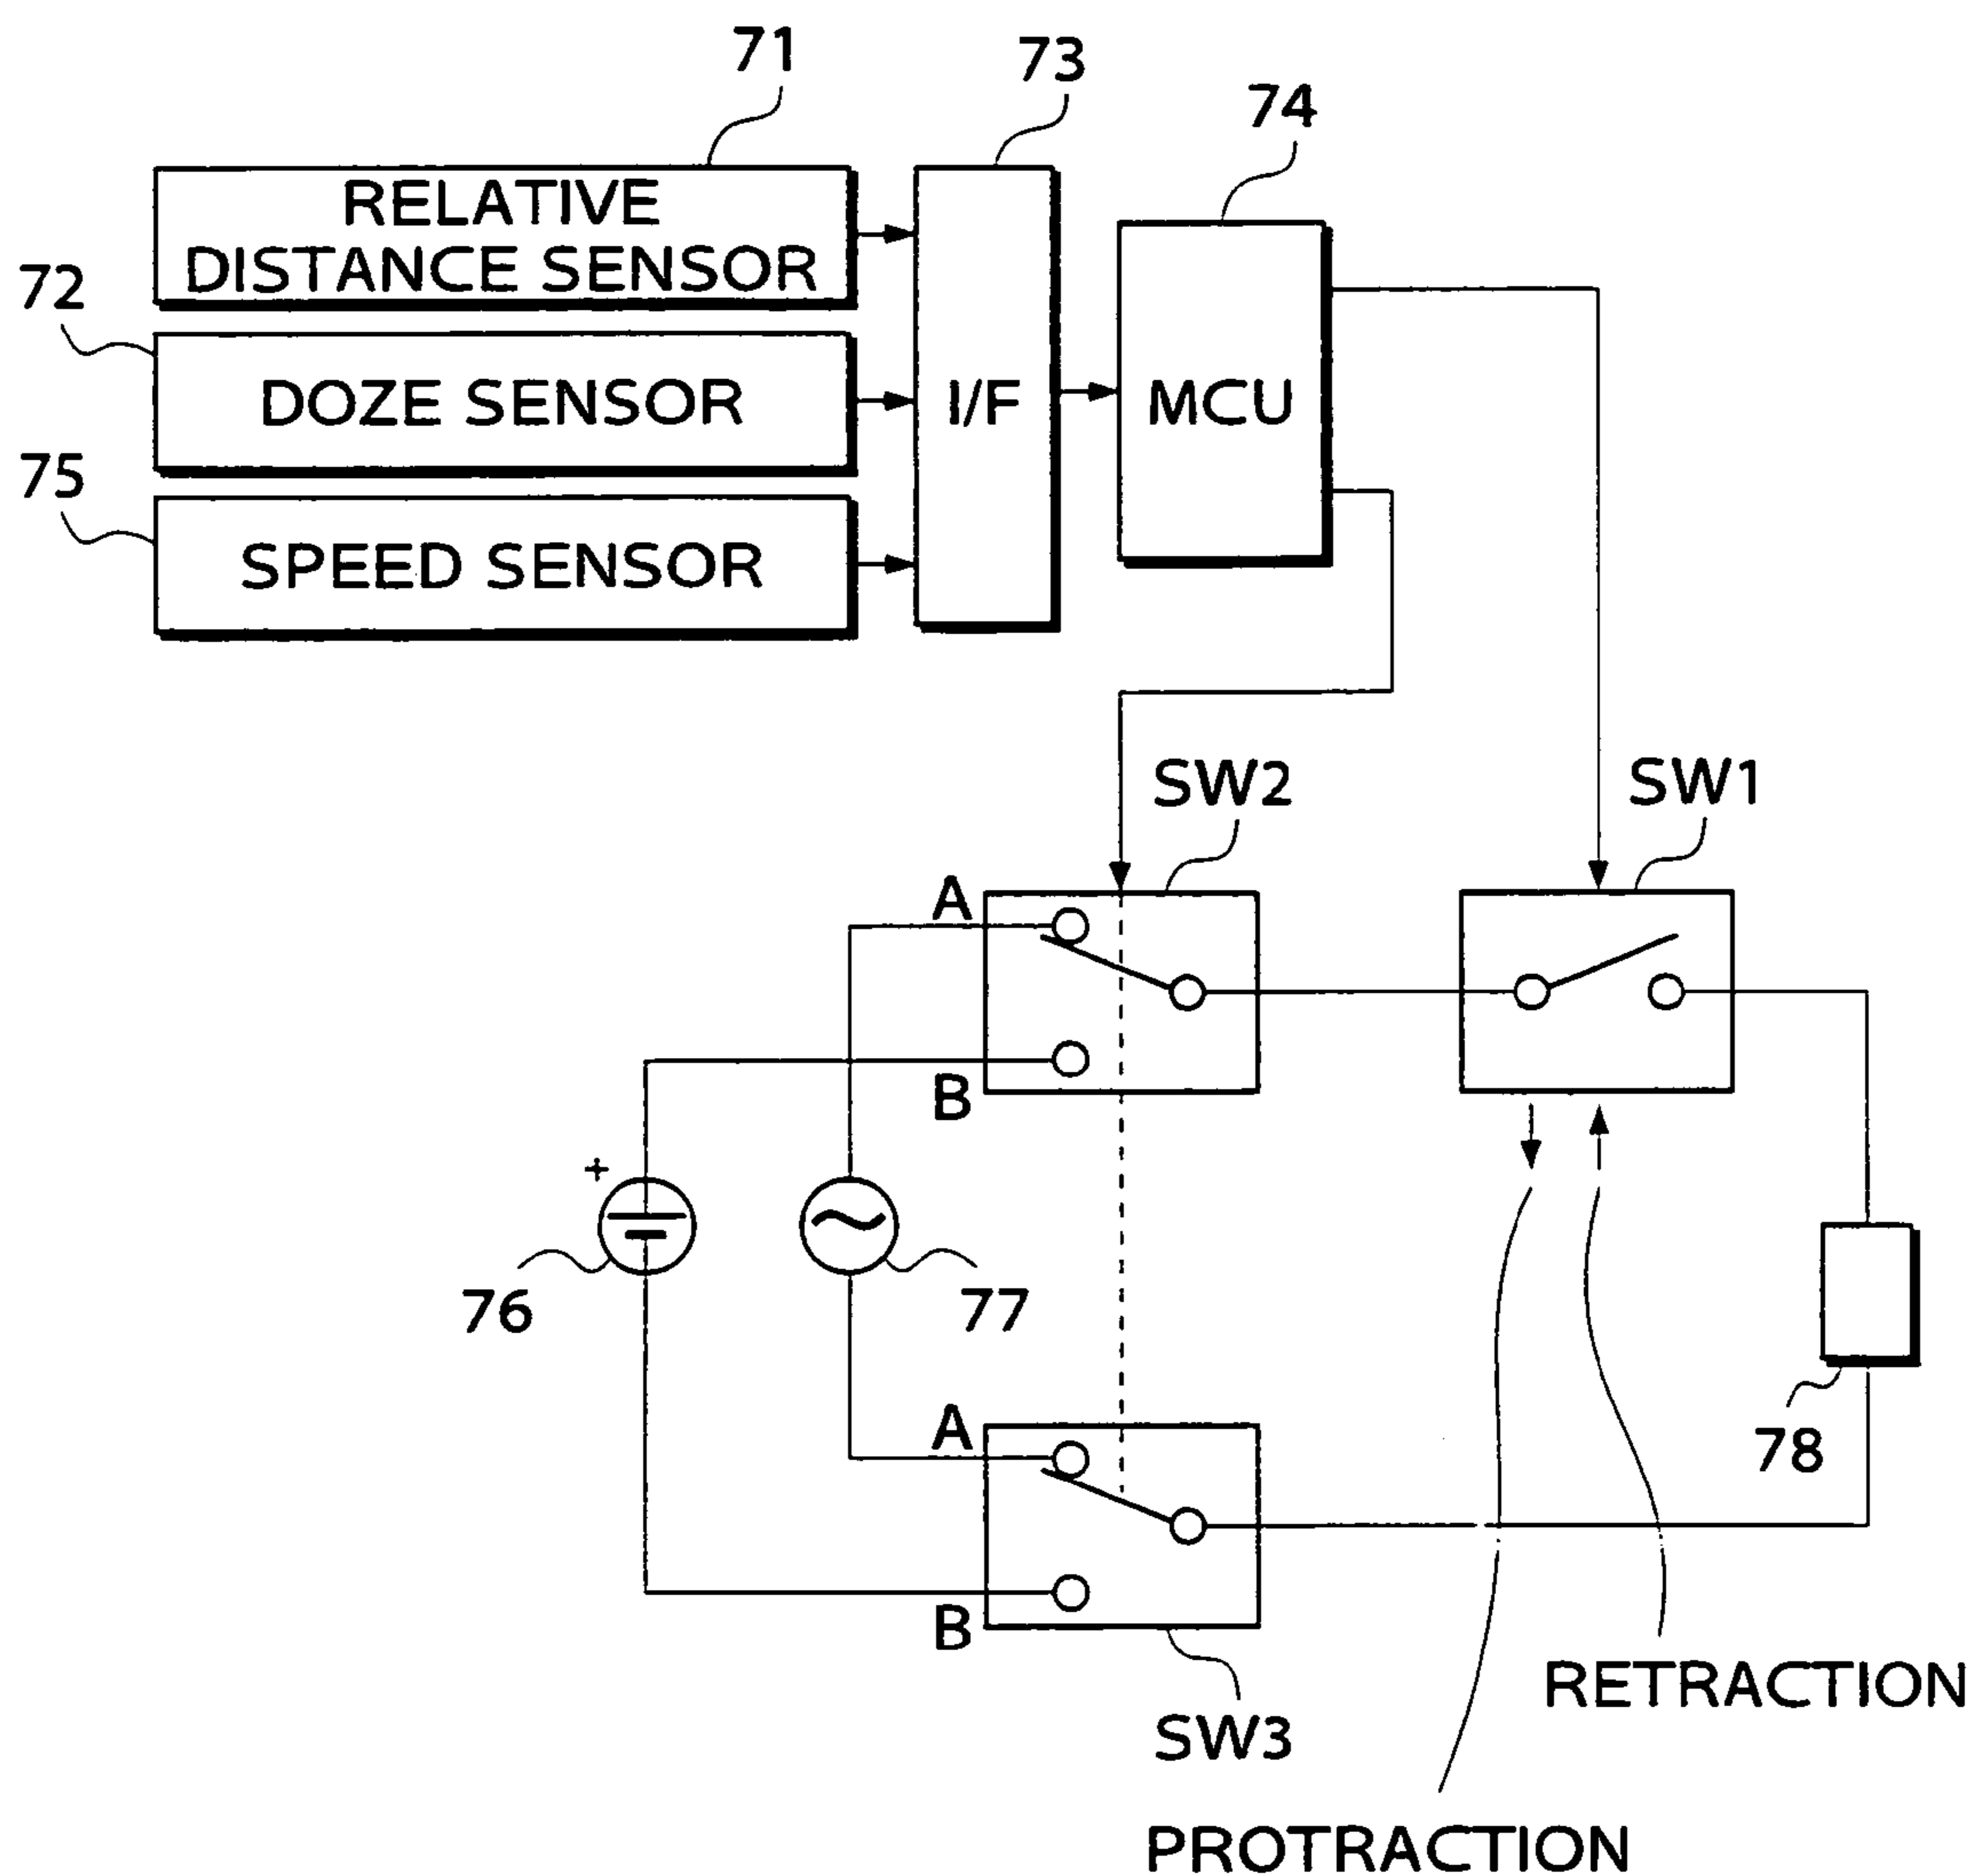 71
73
74
RELATIVE
DISTANCE SENSOR
72
DOZE SENSOR
I/F
MCU
75
SPEED SENSOR
SW2
SW1
A
B
+
76
77
A
78
B
RETRACTION
SW3
PROTRACTION